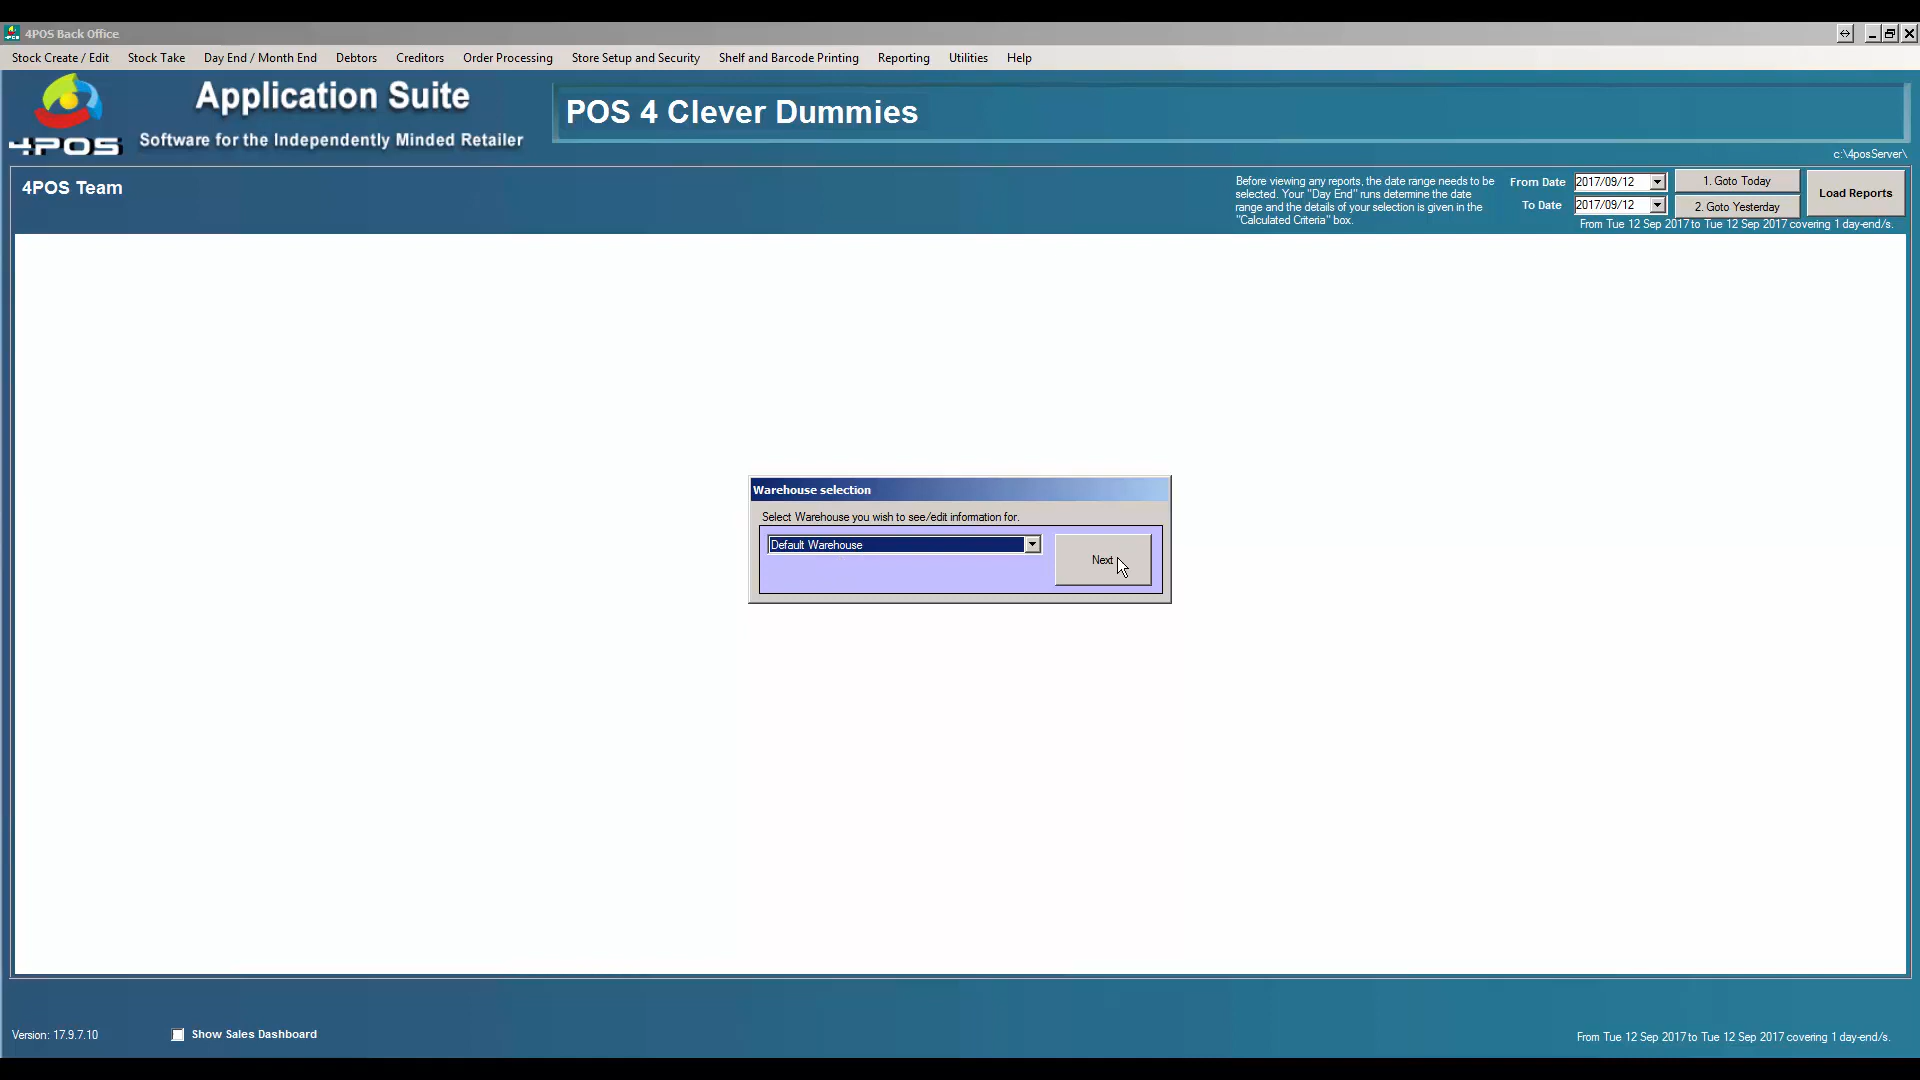 4POS Back Office
Stock Create / Edit Stock Take Day End / Month End Debtors Creditors Order Processing Store Setup and Security Shelf and Barcode Printing Reporting Utilities Help
4POS
Application Suite
Software for the Independently Minded Retailer
POS 4 Clever Dummies
c:\4posServer\
4POS Team
Before viewing any reports, the date range needs to be
selected. Your "Day End" runs determine the date
range and the details of your selection is given in the
"Calculated Criteria" box.
From Date 2017/09/12 1. Goto Today
To Date 2017/09/12 2. Goto Yesterday
Load Reports
From Tue 12 Sep 2017 to Tue 12 Sep 2017 covering 1 day-end/s.
Warehouse selection
Select Warehouse you wish to see/edit information for.
Default Warehouse
Next
Version: 17.9.7.10
Show Sales Dashboard
From Tue 12 Sep 2017 to Tue 12 Sep 2017 covering 1 day-end/s.